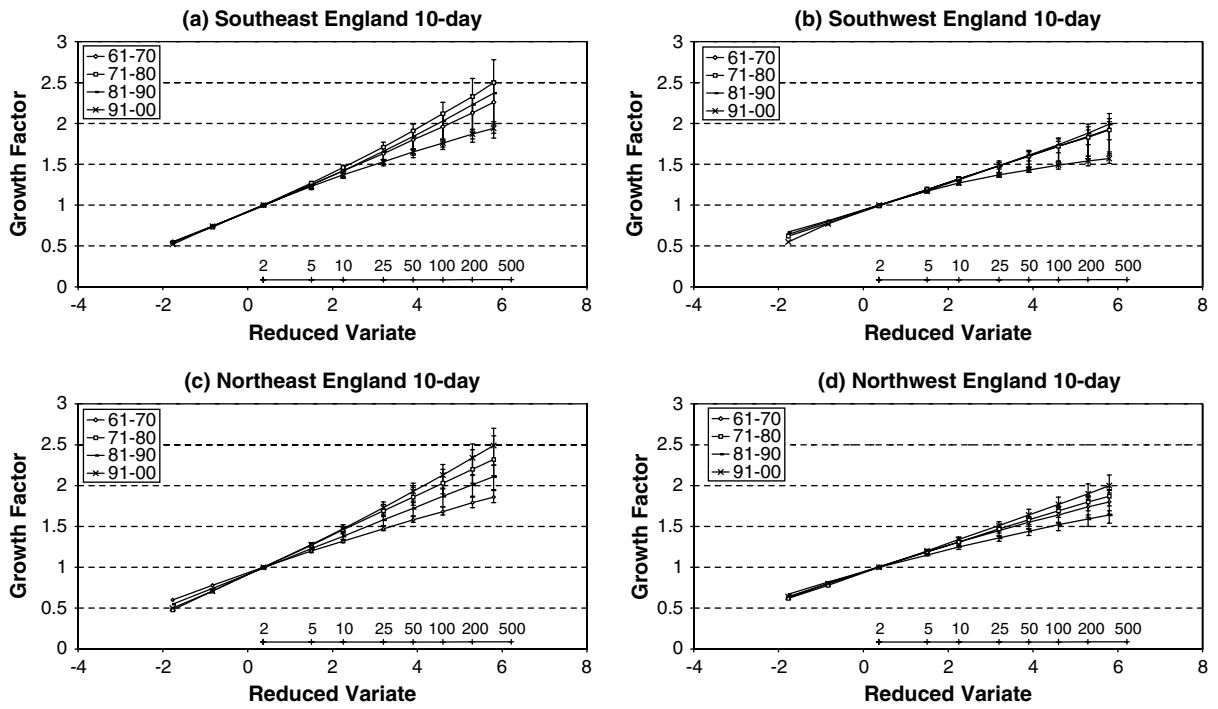 (a) Southeast England 10-day
3
2.5
2
1.5
1
0.5
0
Growth Factor
61-70
71-80
81-90
91-00
2 5 10 25 50 100 200 500
-4 -2 0 2 4 6 8
Reduced Variate
(b) Southwest England 10-day
3
2.5
2
1.5
1
0.5
0
Growth Factor
61-70
71-80
81-90
91-00
2 5 10 25 50 100 200 500
-4 -2 0 2 4 6 8
Reduced Variate
(c) Northeast England 10-day
3
2.5
2
1.5
1
0.5
0
Growth Factor
61-70
71-80
81-90
91-00
2 5 10 25 50 100 200 500
-4 -2 0 2 4 6 8
Reduced Variate
(d) Northwest England 10-day
3
2.5
2
1.5
1
0.5
0
Growth Factor
61-70
71-80
81-90
91-00
2 5 10 25 50 100 200 500
-4 -2 0 2 4 6 8
Reduced Variate